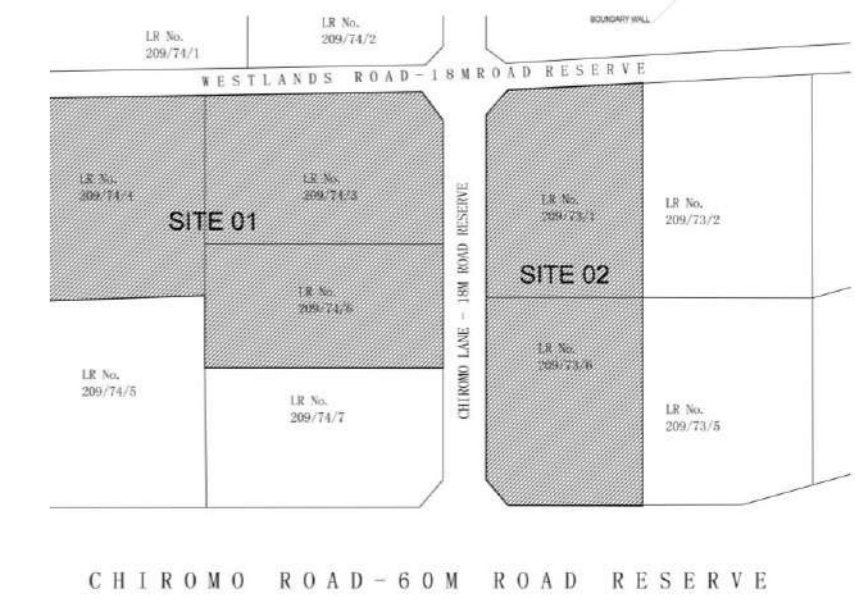 BOUNDARY WALL
LR No.
209/74/1
LR No.
209/74/2
WESTLANDS ROAD-18MROAD RESERVE
LR No.
209/74/4
LR No.
209/74/3
SITE 01
LR No.
209/74/6
LR No.
209/74/5
LR No.
209/74/7
CHIROMO LANE - 18M ROAD RESERVE
LR No.
209/73/1
LR No.
209/73/2
SITE 02
LR No.
209/73/6
LR No.
209/73/5
CHIROMO ROAD-60M ROAD RESERVE